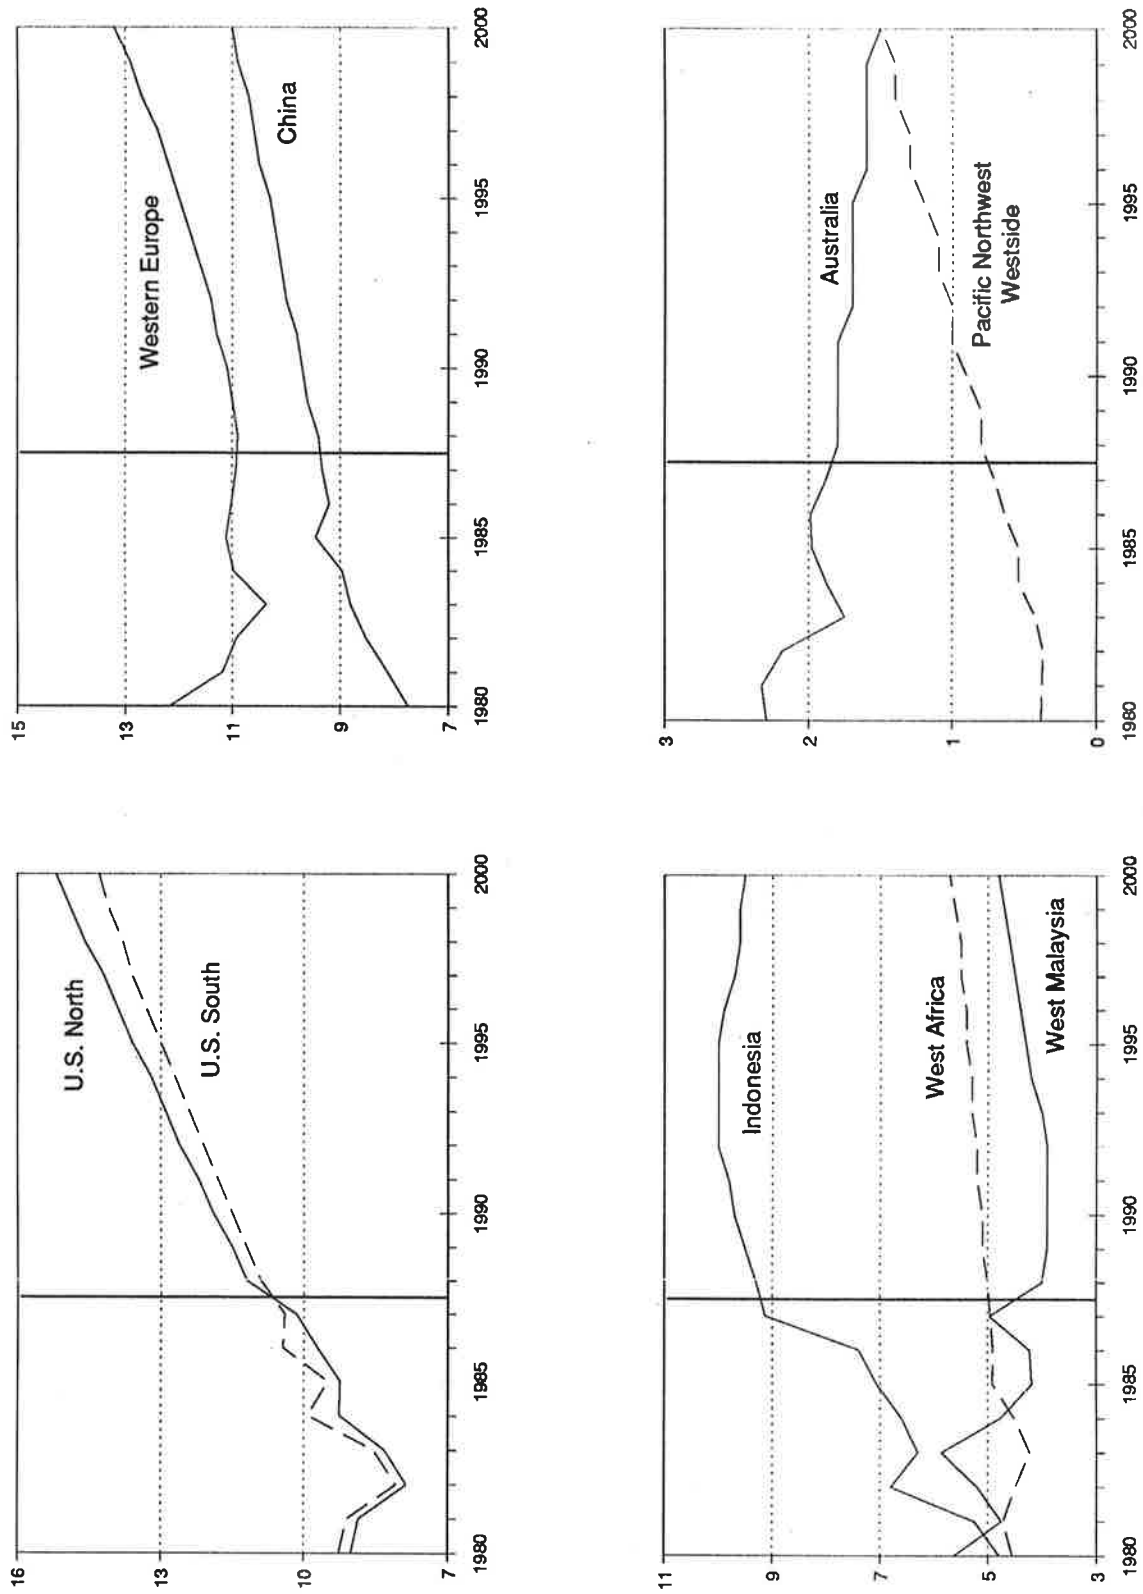 16
U.S. North
13
U.S. South
10
7
1980 1985 1990 1995 2000
15
13
Western Europe
11
China
9
7
1980 1985 1990 1995 2000
11
9
Indonesia
7
West Africa
5
West Malaysia
3
1980 1985 1990 1995 2000
3
2
Australia
1
Pacific Northwest
Westside
0
1980 1985 1990 1995 2000